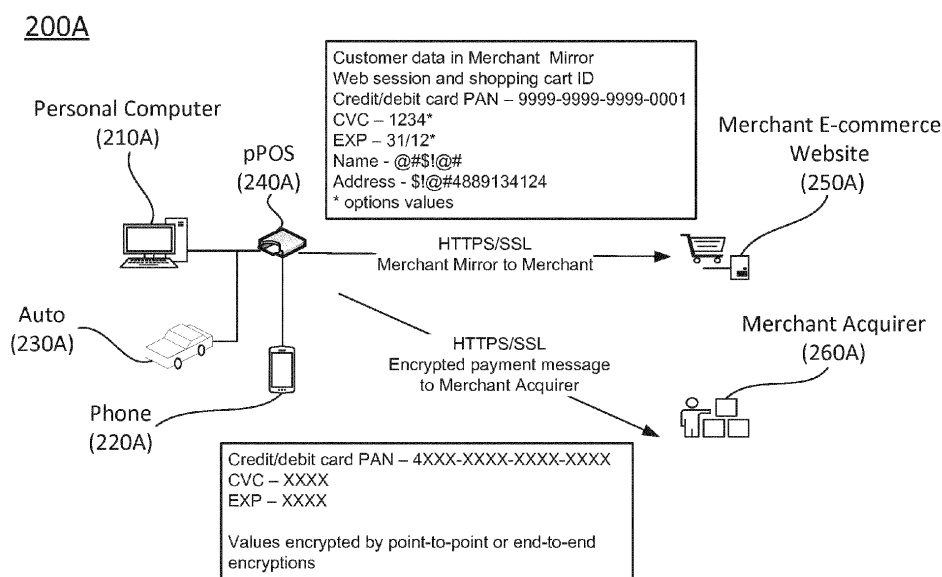 200A
Customer data in Merchant Mirror
Web session and shopping cart ID
Credit/debit card PAN – 9999-9999-9999-0001
CVC – 1234*
EXP – 31/12*
Name - @#$!@#
Address - $!@#4889134124
* options values
Personal Computer
(210A)
pPOS
(240A)
Merchant E-commerce
Website
(250A)
HTTPS/SSL
Merchant Mirror to Merchant
Auto
(230A)
HTTPS/SSL
Encrypted payment message
to Merchant Acquirer
Merchant Acquirer
(260A)
Phone
(220A)
Credit/debit card PAN – 4XXX-XXXX-XXXX-XXXX
CVC – XXXX
EXP – XXXX
Values encrypted by point-to-point or end-to-end
encryptions